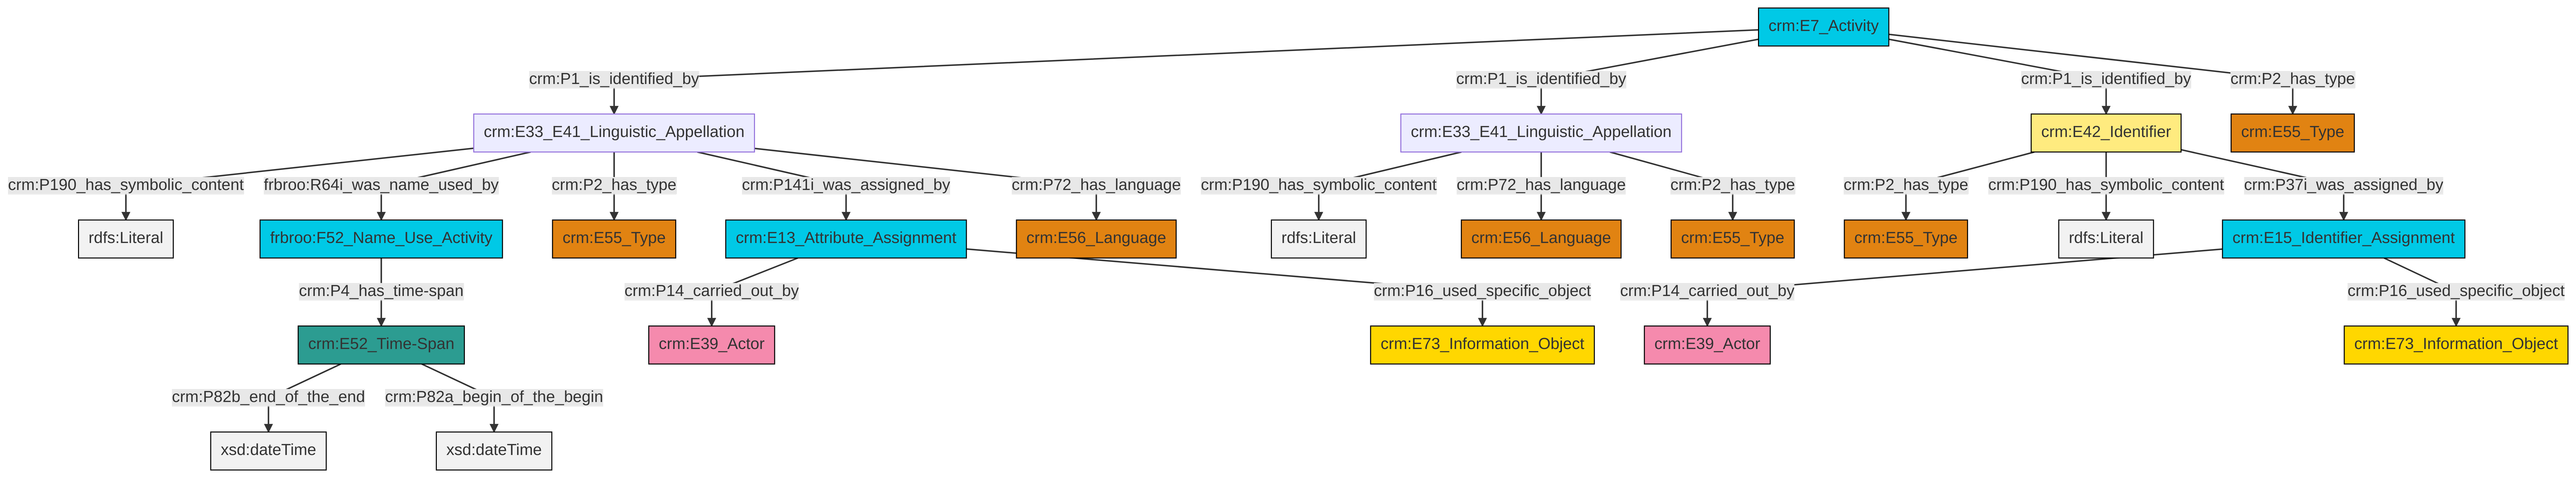 crm:E7_Activity
crm:P1_is_identified_by
crm:P1_is_identified_by
crm:P1_is_identified_by
crm:P2_has_type
crm:E33_E41_Linguistic_Appellation
crm:E33_E41_Linguistic_Appellation
crm:E42_Identifier
crm:E55_Type
crm:P190_has_symbolic_content
frbroo:R64i_was_name_used_by
crm:P2_has_type
crm:P141i_was_assigned_by
crm:P72_has_language
crm:P190_has_symbolic_content
crm:P72_has_language
crm:P2_has_type
crm:P2_has_type
crm:P190_has_symbolic_content
crm:P37i_was_assigned_by
rdfs:Literal
frbroo:F52_Name_Use_Activity
crm:E55_Type
crm:E13_Attribute_Assignment
crm:E56_Language
rdfs:Literal
crm:E56_Language
crm:E55_Type
crm:E55_Type
rdfs:Literal
crm:E15_Identifier_Assignment
crm:P4_has_time-span
crm:P14_carried_out_by
crm:P16_used_specific_object
crm:P14_carried_out_by
crm:P16_used_specific_object
crm:E52_Time-Span
crm:E39_Actor
crm:E73_Information_Object
crm:E39_Actor
crm:E73_Information_Object
crm:P82b_end_of_the_end
crm:P82a_begin_of_the_begin
xsd:dateTime
xsd:dateTime